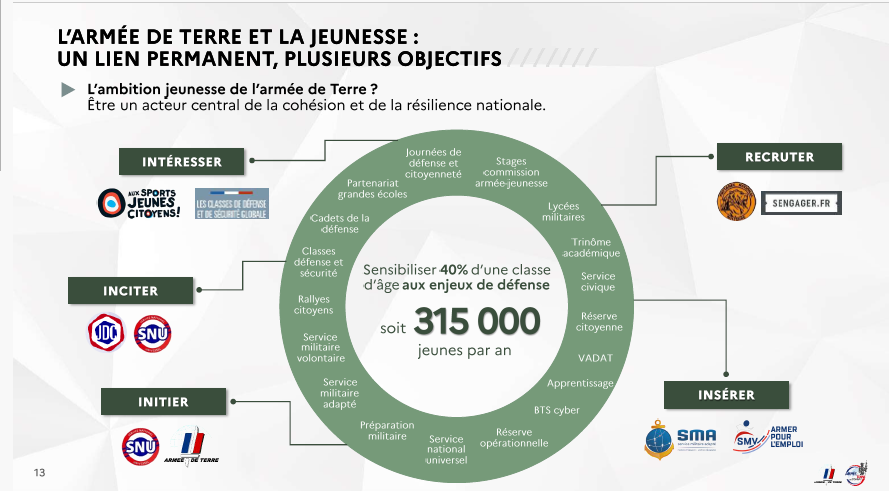 L'ARMÉE DE TERRE ET LA JEUNESSE :
UN LIEN PERMANENT, PLUSIEURS OBJECTIFS
L'ambition jeunesse de l'armée de Terre ?
Être un acteur central de la cohésion et de la résilience nationale.
INTÉRESSER
AUX SPORTS
JEUNES
CITOYENS!
LES CLASSES DE DÉFENSE
ET DE SÉCURITÉ GLOBALE
INCITER
JDC
SNU
INITIER
SNU
ARMÉE DE TERRE
Journées de
défense et
citoyenneté
Stages
commission
armée-jeunesse
Partenariat
grandes écoles
Lycées
militaires
Cadets de la
défense
Trinôme
académique
Classes
défense et
sécurité
Service
civique
Rallyes
citoyens
Réserve
citoyenne
Service
militaire
volontaire
VADAT
Service
militaire
adapté
Apprentissage
BTS cyber
Préparation
militaire
Réserve
opérationnelle
Service
national
universel
Sensibiliser 40% d'une classe
d'âge aux enjeux de défense
soit 315 000
jeunes par an
RECRUTER
SENGAGER.FR
INSÉRER
SMA
SMV
ARMER
POUR
L'EMPLOI
13